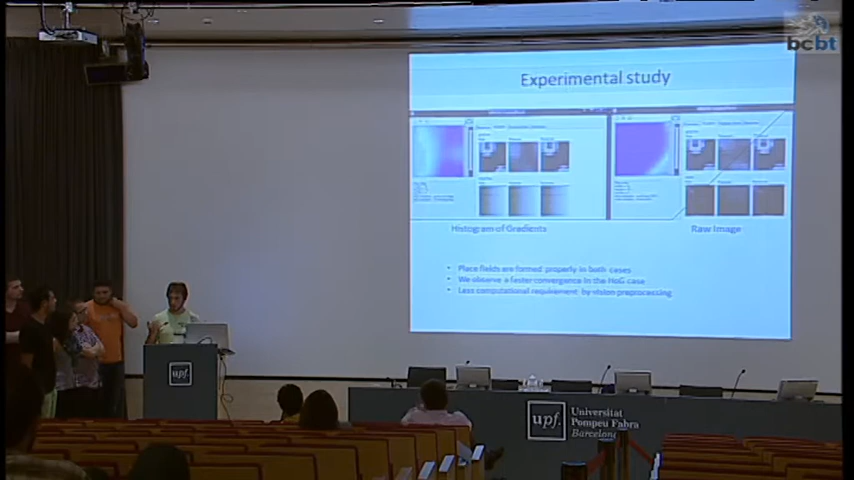 bcbt
Experimental study
Histogram of Gradients
Raw Image
• Place fields are formed properly in both cases
• We observe a faster convergence in the HoG case
• Less computational requirement by vision preprocessing
upf.
upf.
Universitat
Pompeu Fabra
Barcelona